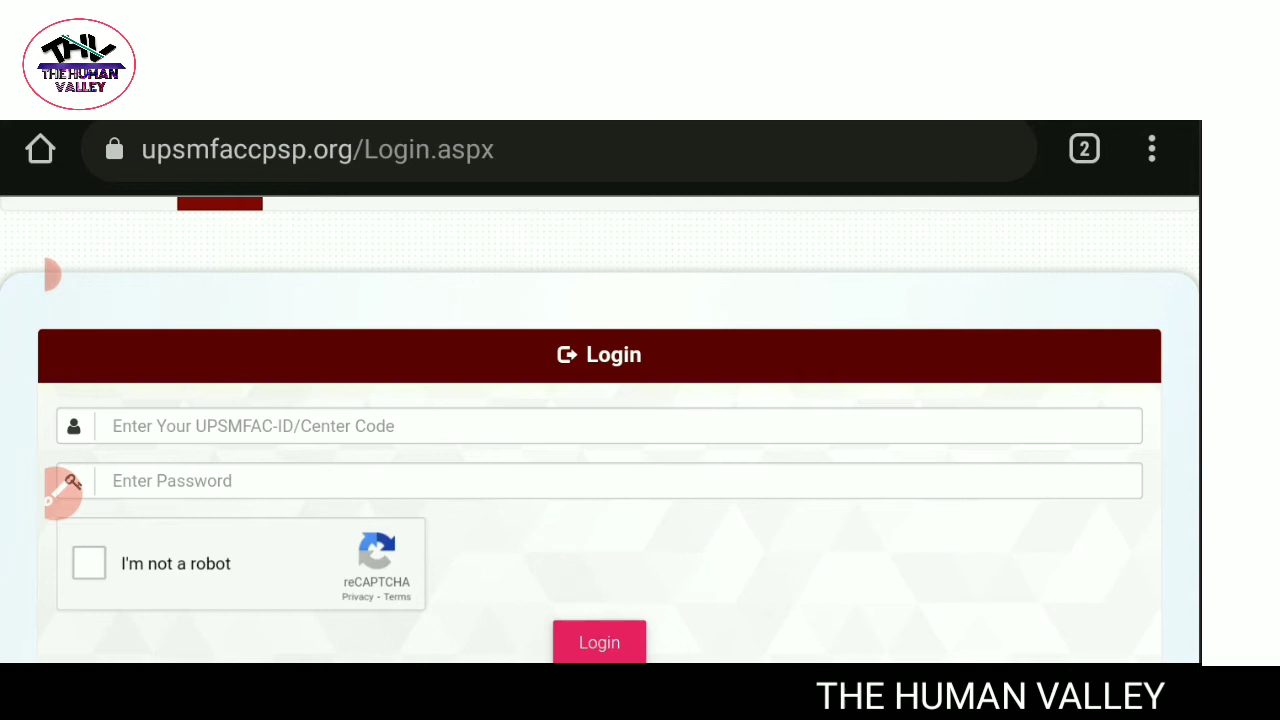 THV
THE HUMAN
VALLEY
upsmfaccpsp.org/Login.aspx
2
Login
Enter Your UPSMFAC-ID/Center Code
Enter Password
I'm not a robot
reCAPTCHA
Privacy - Terms
Login
THE HUMAN VALLEY